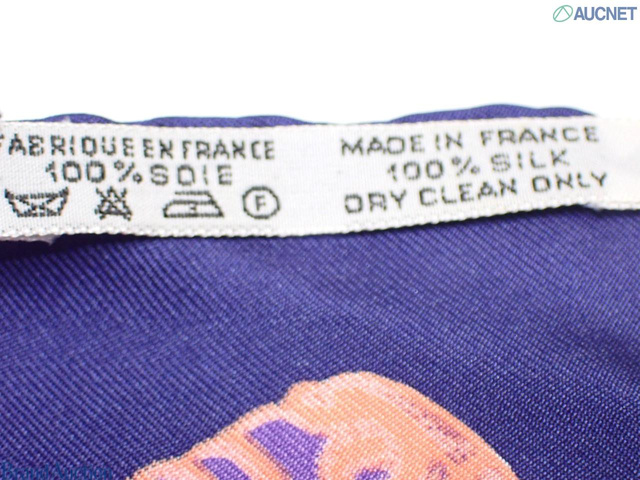 AUCNET
FABRIQUE EN FRANCE
100% SOIE
F
MADE IN FRANCE
100% SILK
DRY CLEAN ONLY